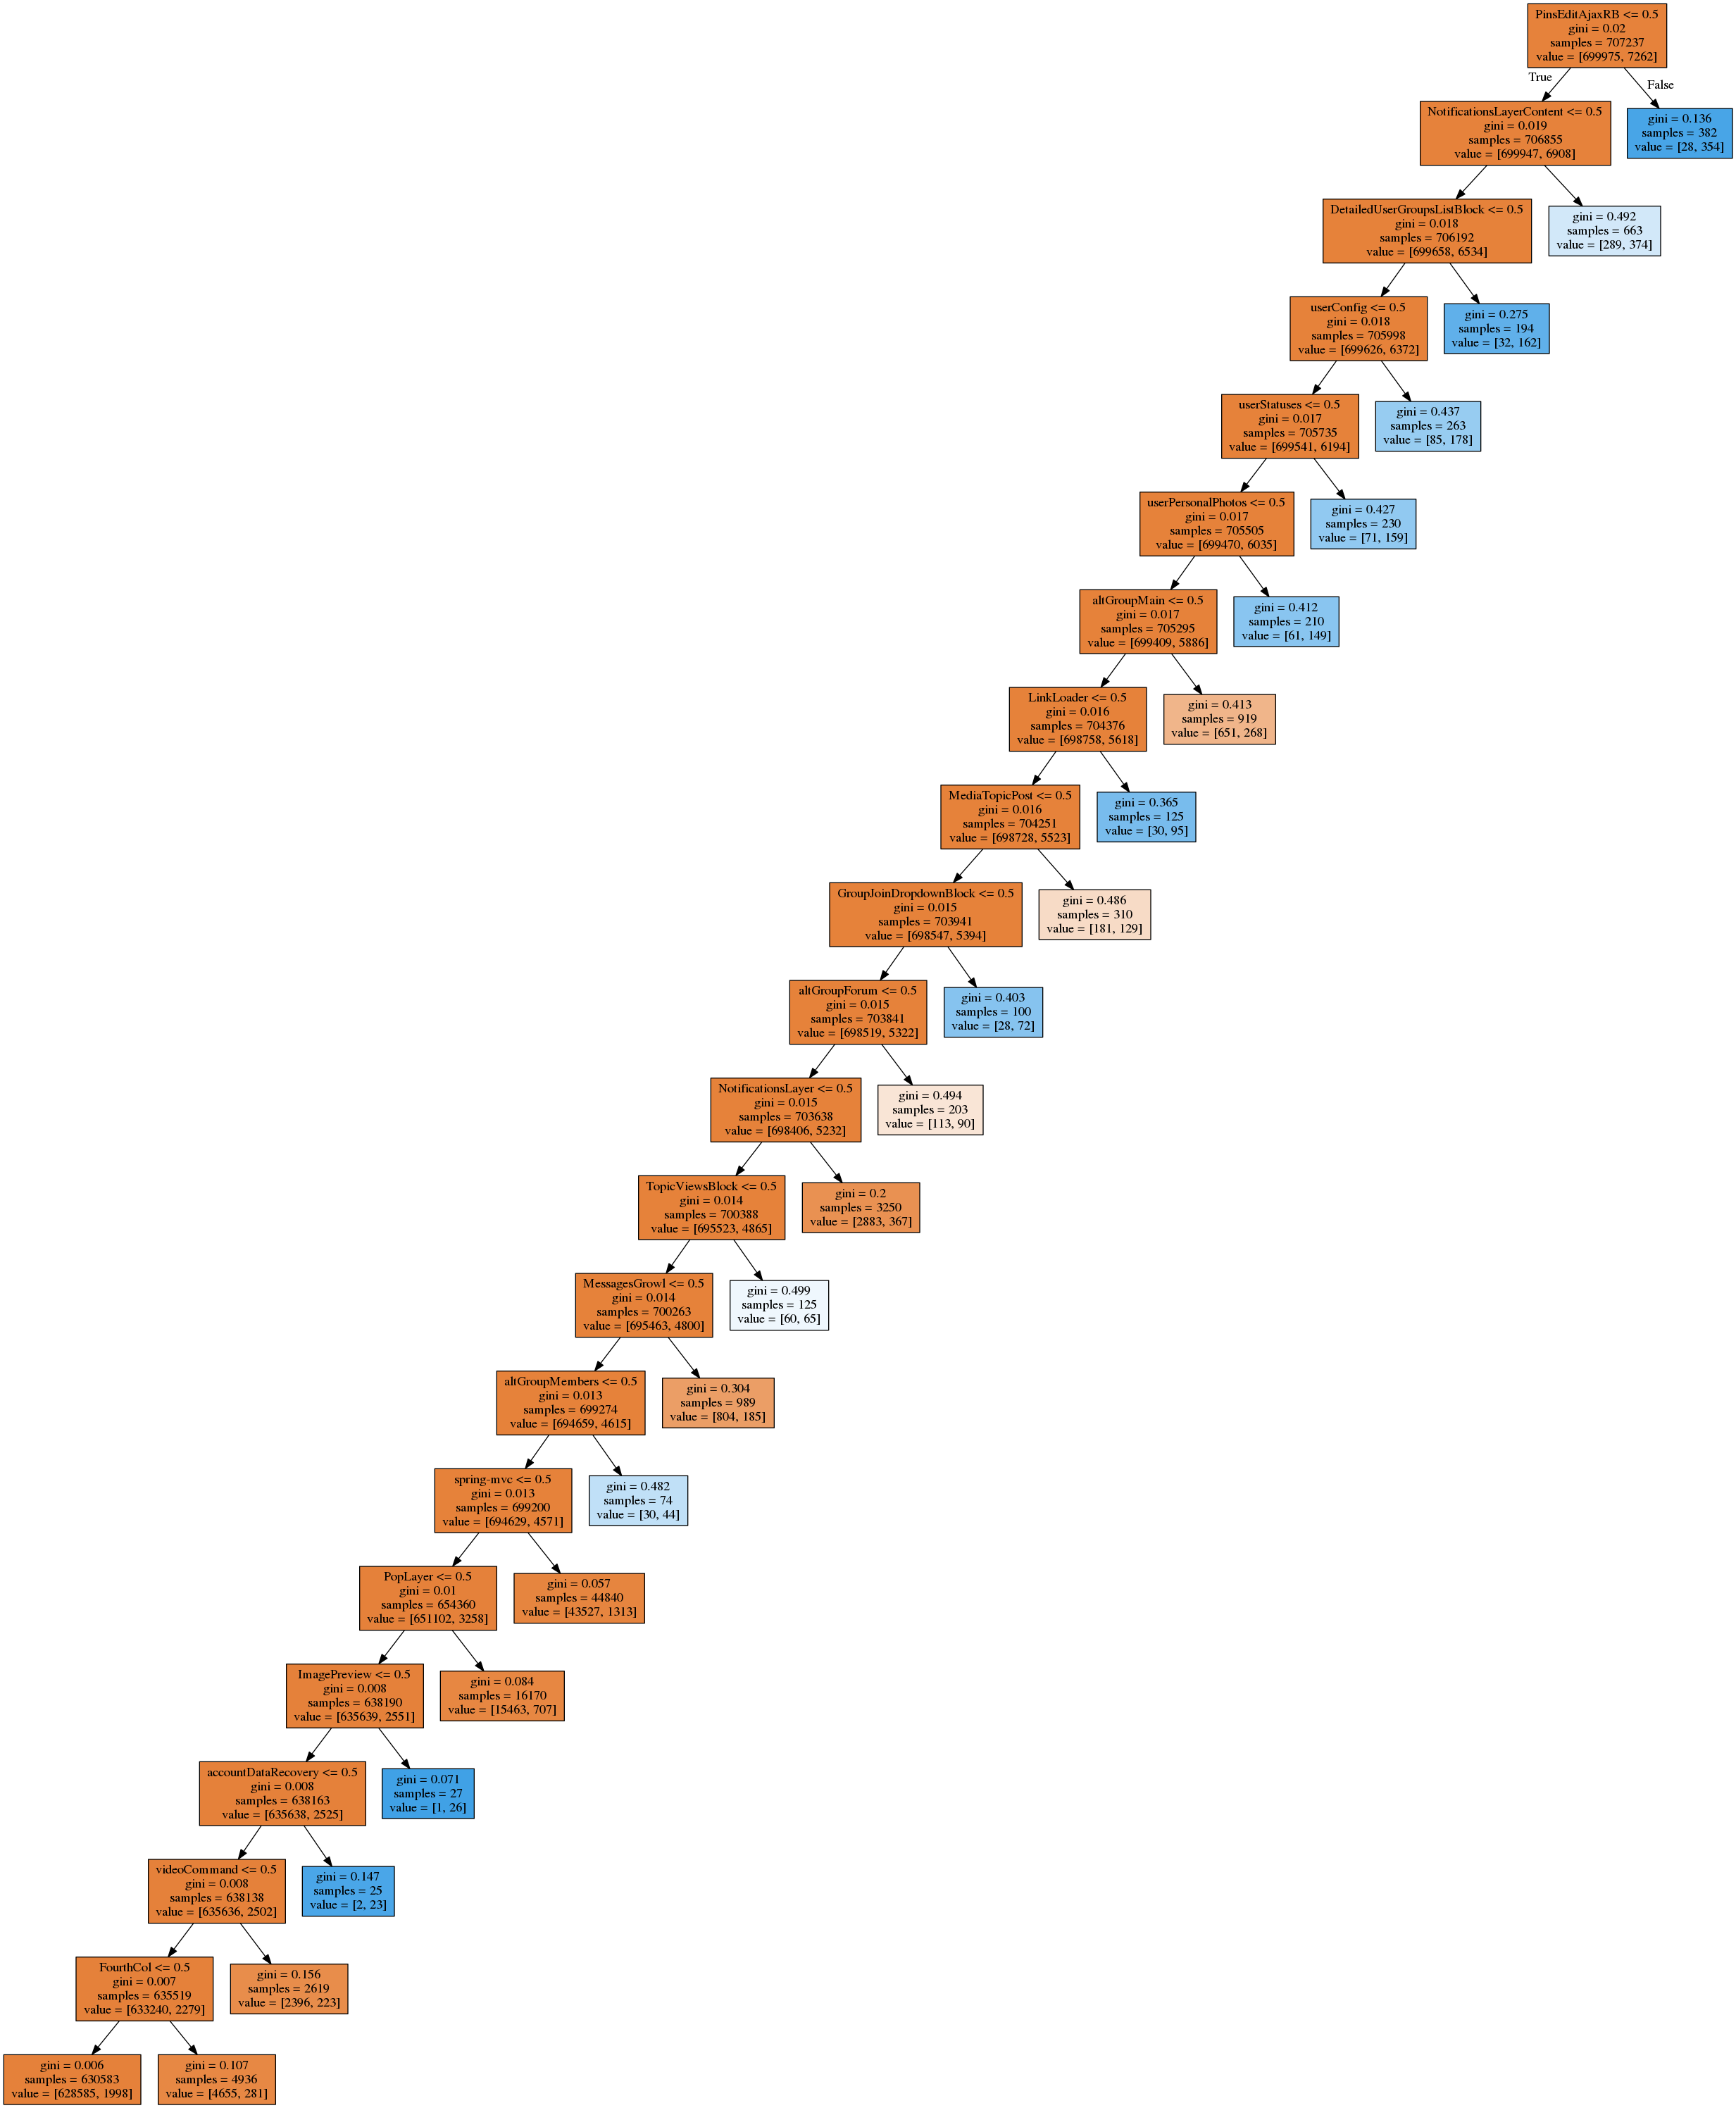 PinsEditAjaxRB <= 0.5
gini = 0.02
samples = 707237
value = [699975, 7262]
True
False
NotificationsLayerContent <= 0.5
gini = 0.019
samples = 706855
value = [699947, 6908]
gini = 0.136
samples = 382
value = [28, 354]
DetailedUserGroupsListBlock <= 0.5
gini = 0.018
samples = 706192
value = [699658, 6534]
gini = 0.492
samples = 663
value = [289, 374]
userConfig <= 0.5
gini = 0.018
samples = 705998
value = [699626, 6372]
gini = 0.275
samples = 194
value = [32, 162]
userStatuses <= 0.5
gini = 0.017
samples = 705735
value = [699541, 6194]
gini = 0.437
samples = 263
value = [85, 178]
userPersonalPhotos <= 0.5
gini = 0.017
samples = 705505
value = [699470, 6035]
gini = 0.427
samples = 230
value = [71, 159]
altGroupMain <= 0.5
gini = 0.017
samples = 705295
value = [699409, 5886]
gini = 0.412
samples = 210
value = [61, 149]
LinkLoader <= 0.5
gini = 0.016
samples = 704376
value = [698758, 5618]
gini = 0.413
samples = 919
value = [651, 268]
MediaTopicPost <= 0.5
gini = 0.016
samples = 704251
value = [698728, 5523]
gini = 0.365
samples = 125
value = [30, 95]
GroupJoinDropdownBlock <= 0.5
gini = 0.015
samples = 703941
value = [698547, 5394]
gini = 0.486
samples = 310
value = [181, 129]
altGroupForum <= 0.5
gini = 0.015
samples = 703841
value = [698519, 5322]
gini = 0.403
samples = 100
value = [28, 72]
NotificationsLayer <= 0.5
gini = 0.015
samples = 703638
value = [698406, 5232]
gini = 0.494
samples = 203
value = [113, 90]
TopicViewsBlock <= 0.5
gini = 0.014
samples = 700388
value = [695523, 4865]
gini = 0.2
samples = 3250
value = [2883, 367]
MessagesGrowl <= 0.5
gini = 0.014
samples = 700263
value = [695463, 4800]
gini = 0.499
samples = 125
value = [60, 65]
altGroupMembers <= 0.5
gini = 0.013
samples = 699274
value = [694659, 4615]
gini = 0.304
samples = 989
value = [804, 185]
spring-mvc <= 0.5
gini = 0.013
samples = 699200
value = [694629, 4571]
gini = 0.482
samples = 74
value = [30, 44]
PopLayer <= 0.5
gini = 0.01
samples = 654360
value = [651102, 3258]
gini = 0.057
samples = 44840
value = [43527, 1313]
ImagePreview <= 0.5
gini = 0.008
samples = 638190
value = [635639, 2551]
gini = 0.084
samples = 16170
value = [15463, 707]
accountDataRecovery <= 0.5
gini = 0.008
samples = 638163
value = [635638, 2525]
gini = 0.071
samples = 27
value = [1, 26]
videoCommand <= 0.5
gini = 0.008
samples = 638138
value = [635636, 2502]
gini = 0.147
samples = 25
value = [2, 23]
FourthCol <= 0.5
gini = 0.007
samples = 635519
value = [633240, 2279]
gini = 0.156
samples = 2619
value = [2396, 223]
gini = 0.006
samples = 630583
value = [628585, 1998]
gini = 0.107
samples = 4936
value = [4655, 281]